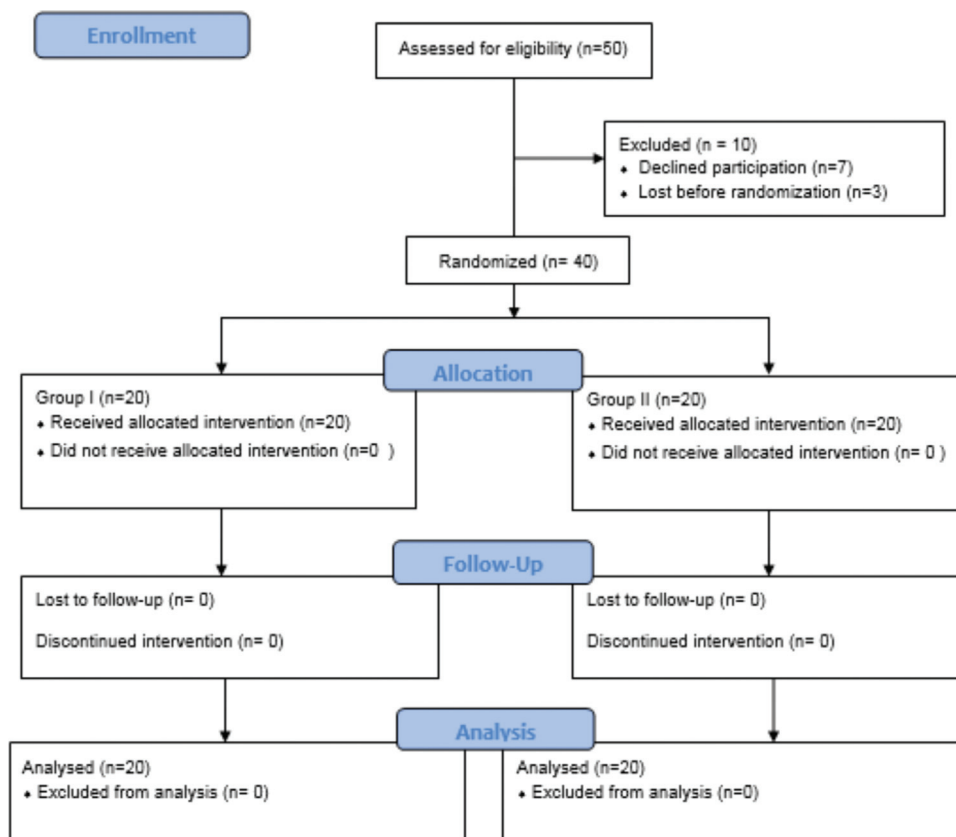 Enrollment
Assessed for eligibility (n=50)
Excluded (n = 10)
♦ Declined participation (n=7)
♦ Lost before randomization (n=3)
Randomized (n= 40)
Allocation
Group I (n=20)
♦ Received allocated intervention (n=20)
♦ Did not receive allocated intervention (n=0 )
Group II (n=20)
♦ Received allocated intervention (n=20)
♦ Did not receive allocated intervention (n= 0 )
Follow-Up
Lost to follow-up (n= 0)
Discontinued intervention (n= 0)
Lost to follow-up (n= 0)
Discontinued intervention (n= 0)
Analysis
Analysed (n=20)
♦ Excluded from analysis (n= 0)
Analysed (n=20)
♦ Excluded from analysis (n=0)